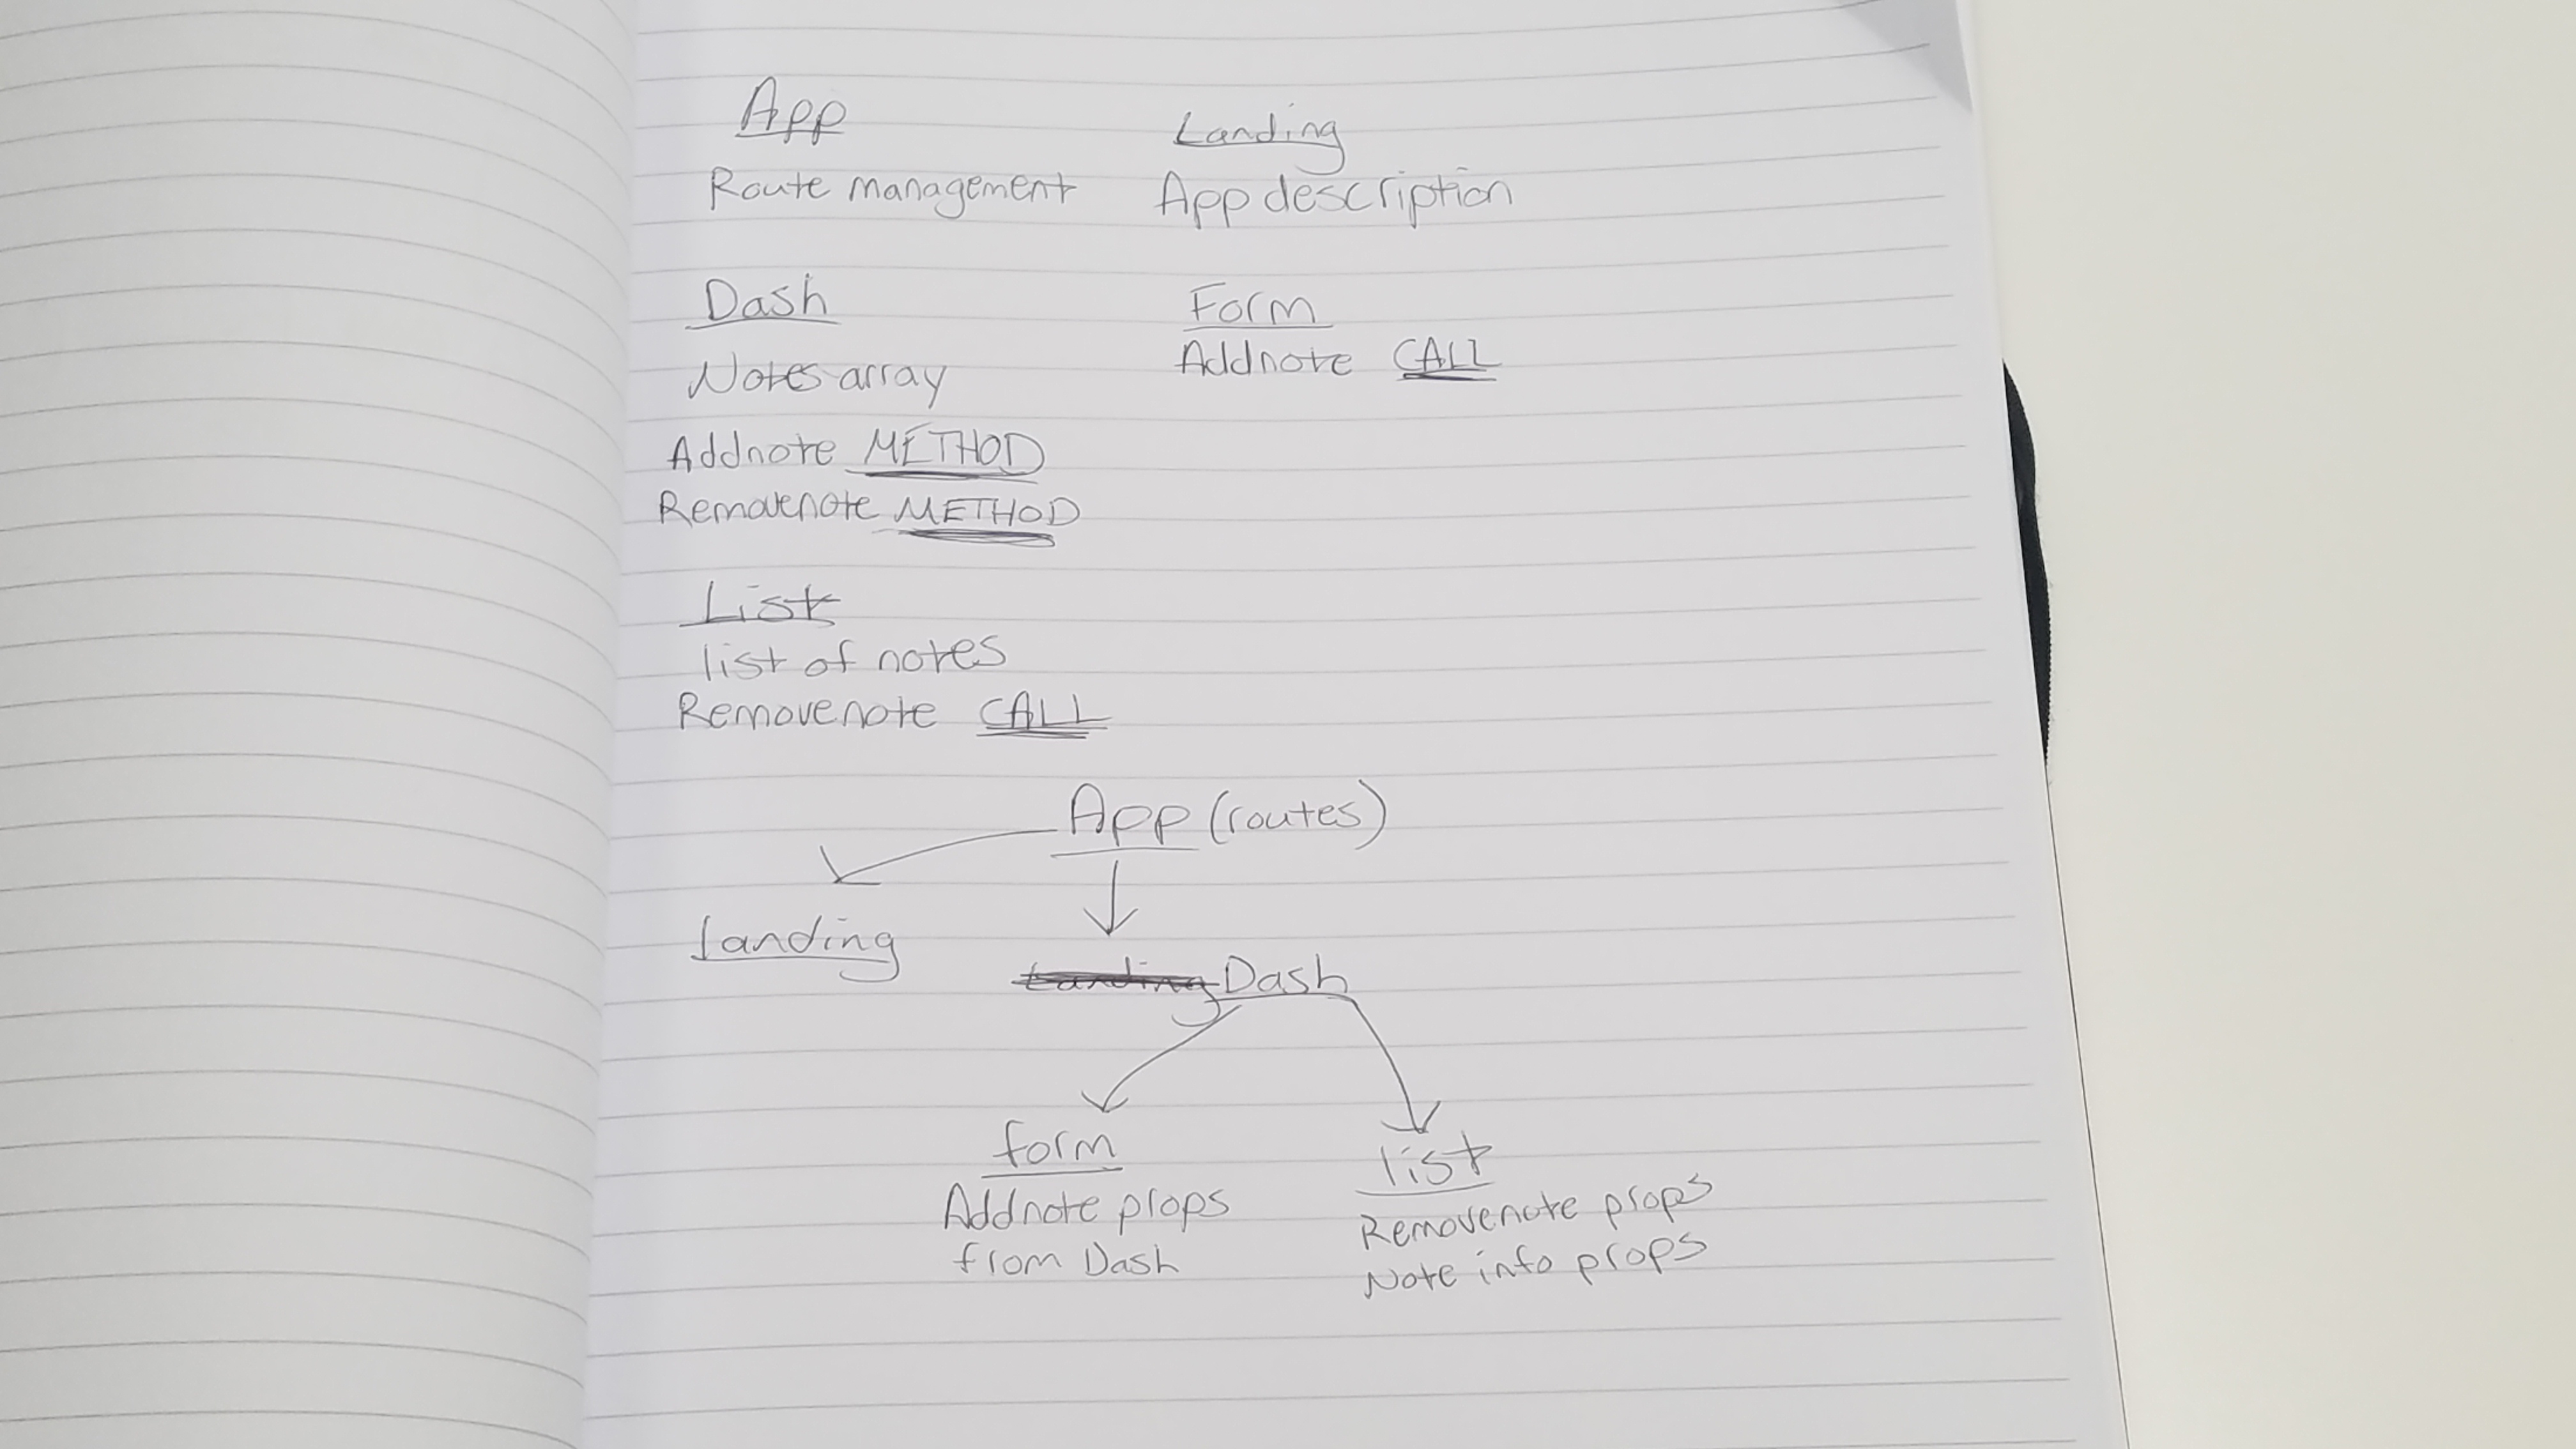 App
Landing
Route management
App description
Dash
Form
Notes array
Addnote CALL
Addnote METHOD
Removenote METHOD
List
list of notes
Removenote CALL
App (routes)
landing
Landing Dash
form
list
Addnote props
Removenote props
from Dash
Note info props